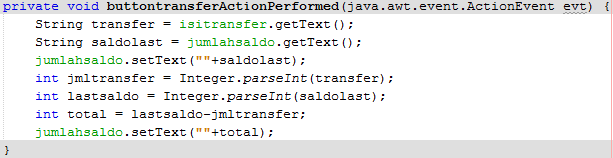 private void buttontransferActionPerformed(java.awt.event.ActionEvent evt) {
String transfer = isitransfer.getText();
String saldolast = jumlahsaldo.getText();
jumlahsaldo.setText(""+saldolast);
int jmltransfer = Integer.parseInt(transfer);
int lastsaldo = Integer.parseInt(saldolast);
int total = lastsaldo-jmltransfer;
jumlahsaldo.setText(""+total);
}